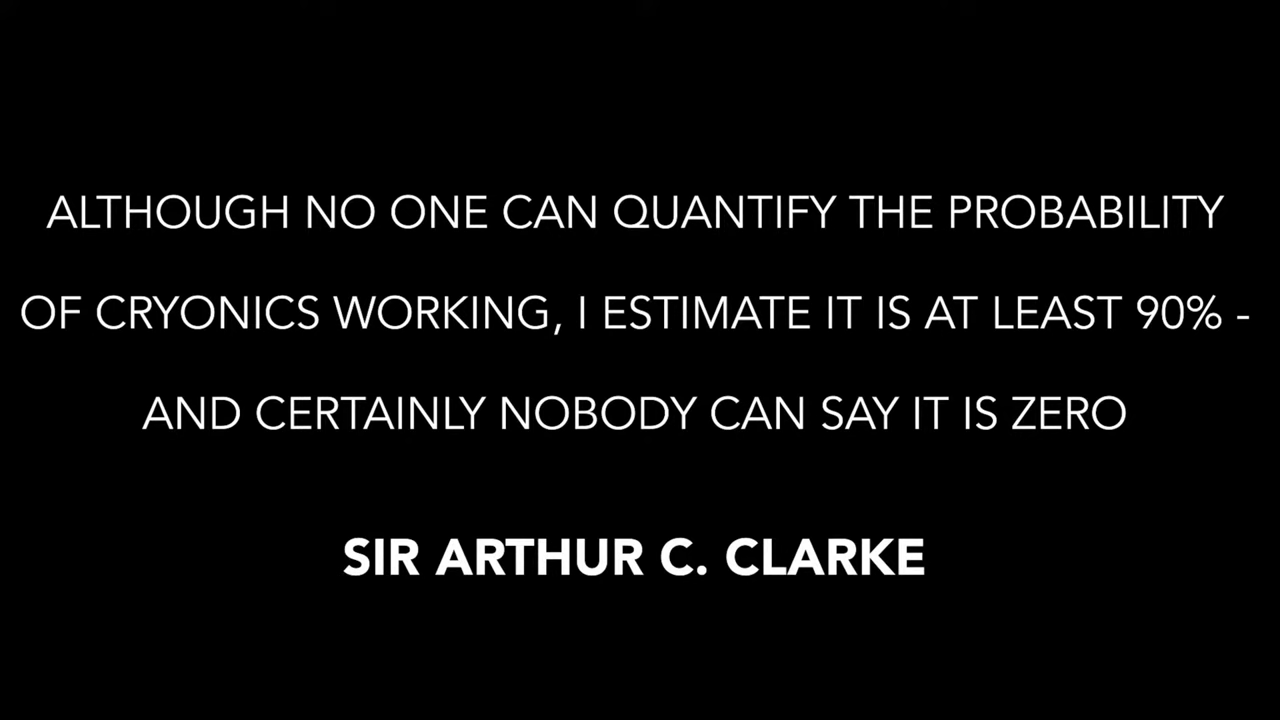 ALTHOUGH NO ONE CAN QUANTIFY THE PROBABILITY
OF CRYONICS WORKING, I ESTIMATE IT IS AT LEAST 90% -
AND CERTAINLY NOBODY CAN SAY IT IS ZERO
SIR ARTHUR C. CLARKE